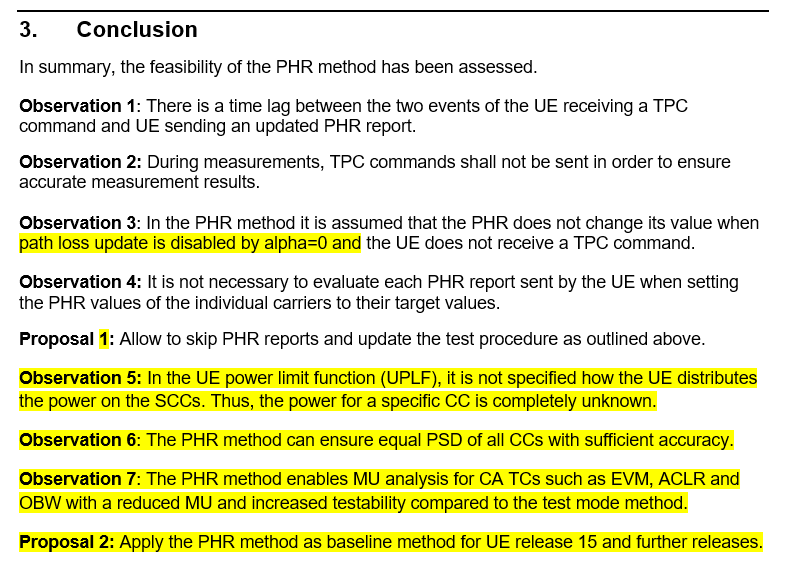 3. Conclusion
In summary, the feasibility of the PHR method has been assessed.
Observation 1: There is a time lag between the two events of the UE receiving a TPC
command and UE sending an updated PHR report.
Observation 2: During measurements, TPC commands shall not be sent in order to ensure
accurate measurement results.
Observation 3: In the PHR method it is assumed that the PHR does not change its value when
path loss update is disabled by alpha=0 and the UE does not receive a TPC command.
Observation 4: It is not necessary to evaluate each PHR report sent by the UE when setting
the PHR values of the individual carriers to their target values.
Proposal 1: Allow to skip PHR reports and update the test procedure as outlined above.
Observation 5: In the UE power limit function (UPLF), it is not specified how the UE distributes
the power on the SCCs. Thus, the power for a specific CC is completely unknown.
Observation 6: The PHR method can ensure equal PSD of all CCs with sufficient accuracy.
Observation 7: The PHR method enables MU analysis for CA TCs such as EVM, ACLR and
OBW with a reduced MU and increased testability compared to the test mode method.
Proposal 2: Apply the PHR method as baseline method for UE release 15 and further releases.